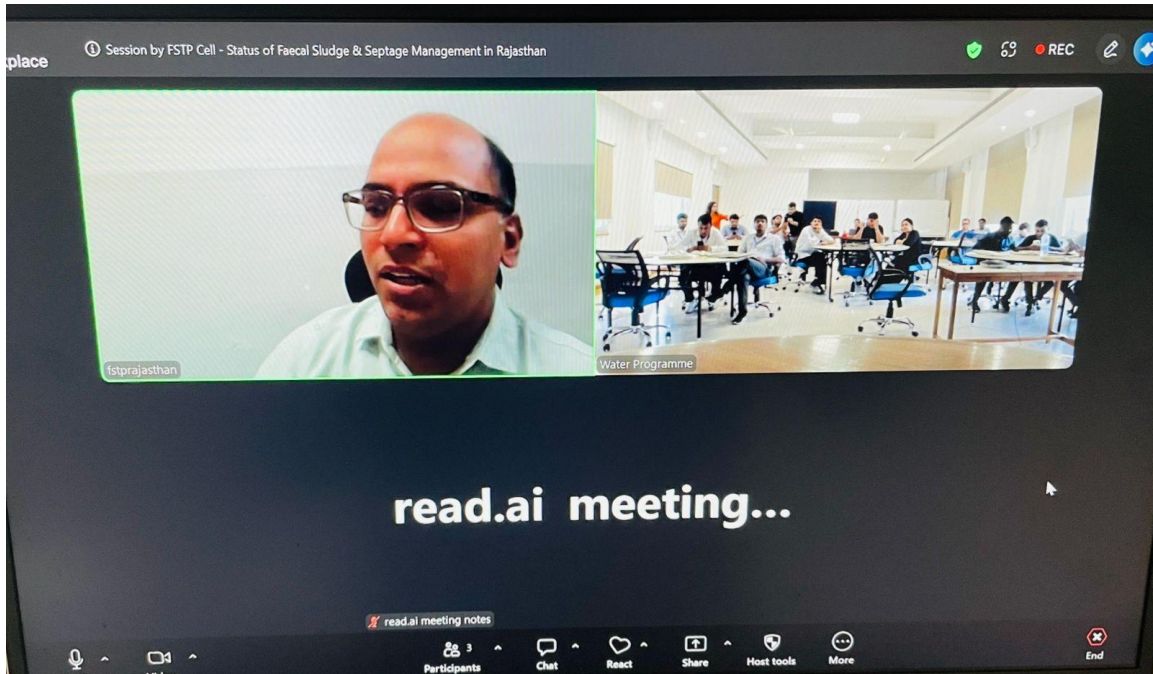 place
Session by FSTP Cell - Status of Faecal Sludge & Septage Management in Rajasthan
REC
fstprajasthan
Water Programme
read.ai meeting...
read.ai meeting notes
3
Participants
Chat
React
Share
Host tools
More
End